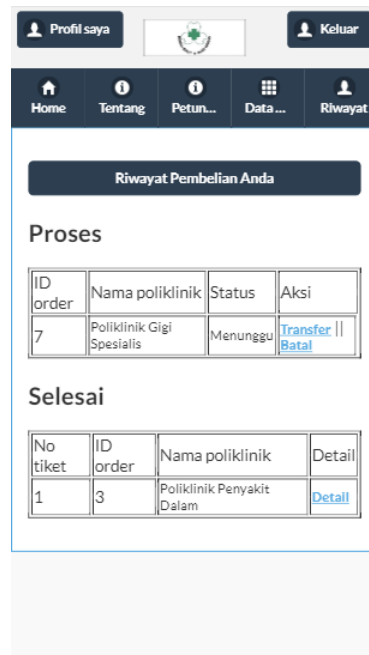 Profil saya
Keluar
Home Tentang Petun... Data ... Riwayat
Riwayat Pembelian Anda
Proses
ID order Nama poliklinik Status Aksi
7 Poliklinik Gigi Spesialis Menunggu Transfer || Batal
Selesai
No tiket ID order Nama poliklinik Detail
1 3 Poliklinik Penyakit Dalam Detail